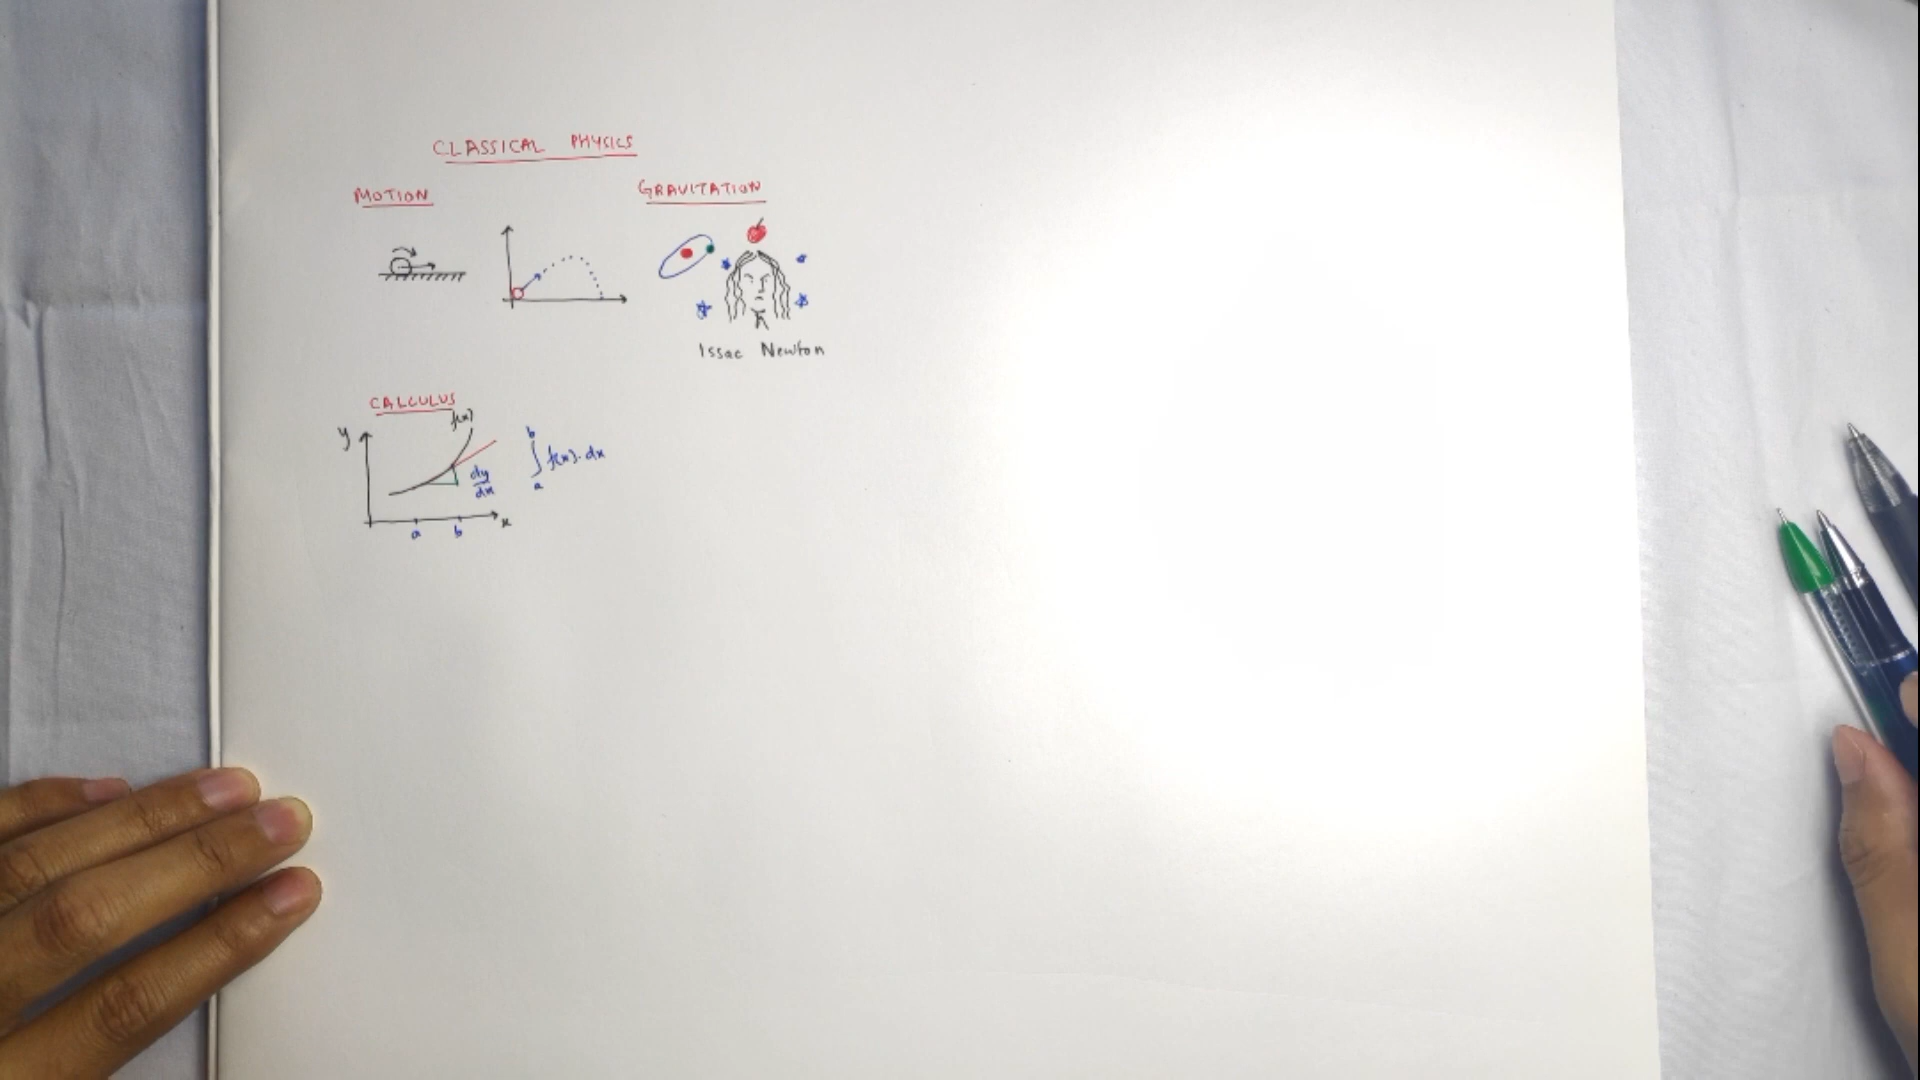 CLASSICAL PHYSICS
MOTION
GRAVITATION
Issac Newton
CALCULUS
f(x)
y
b
∫ f(x). dx
a
dy
dx
x
a b